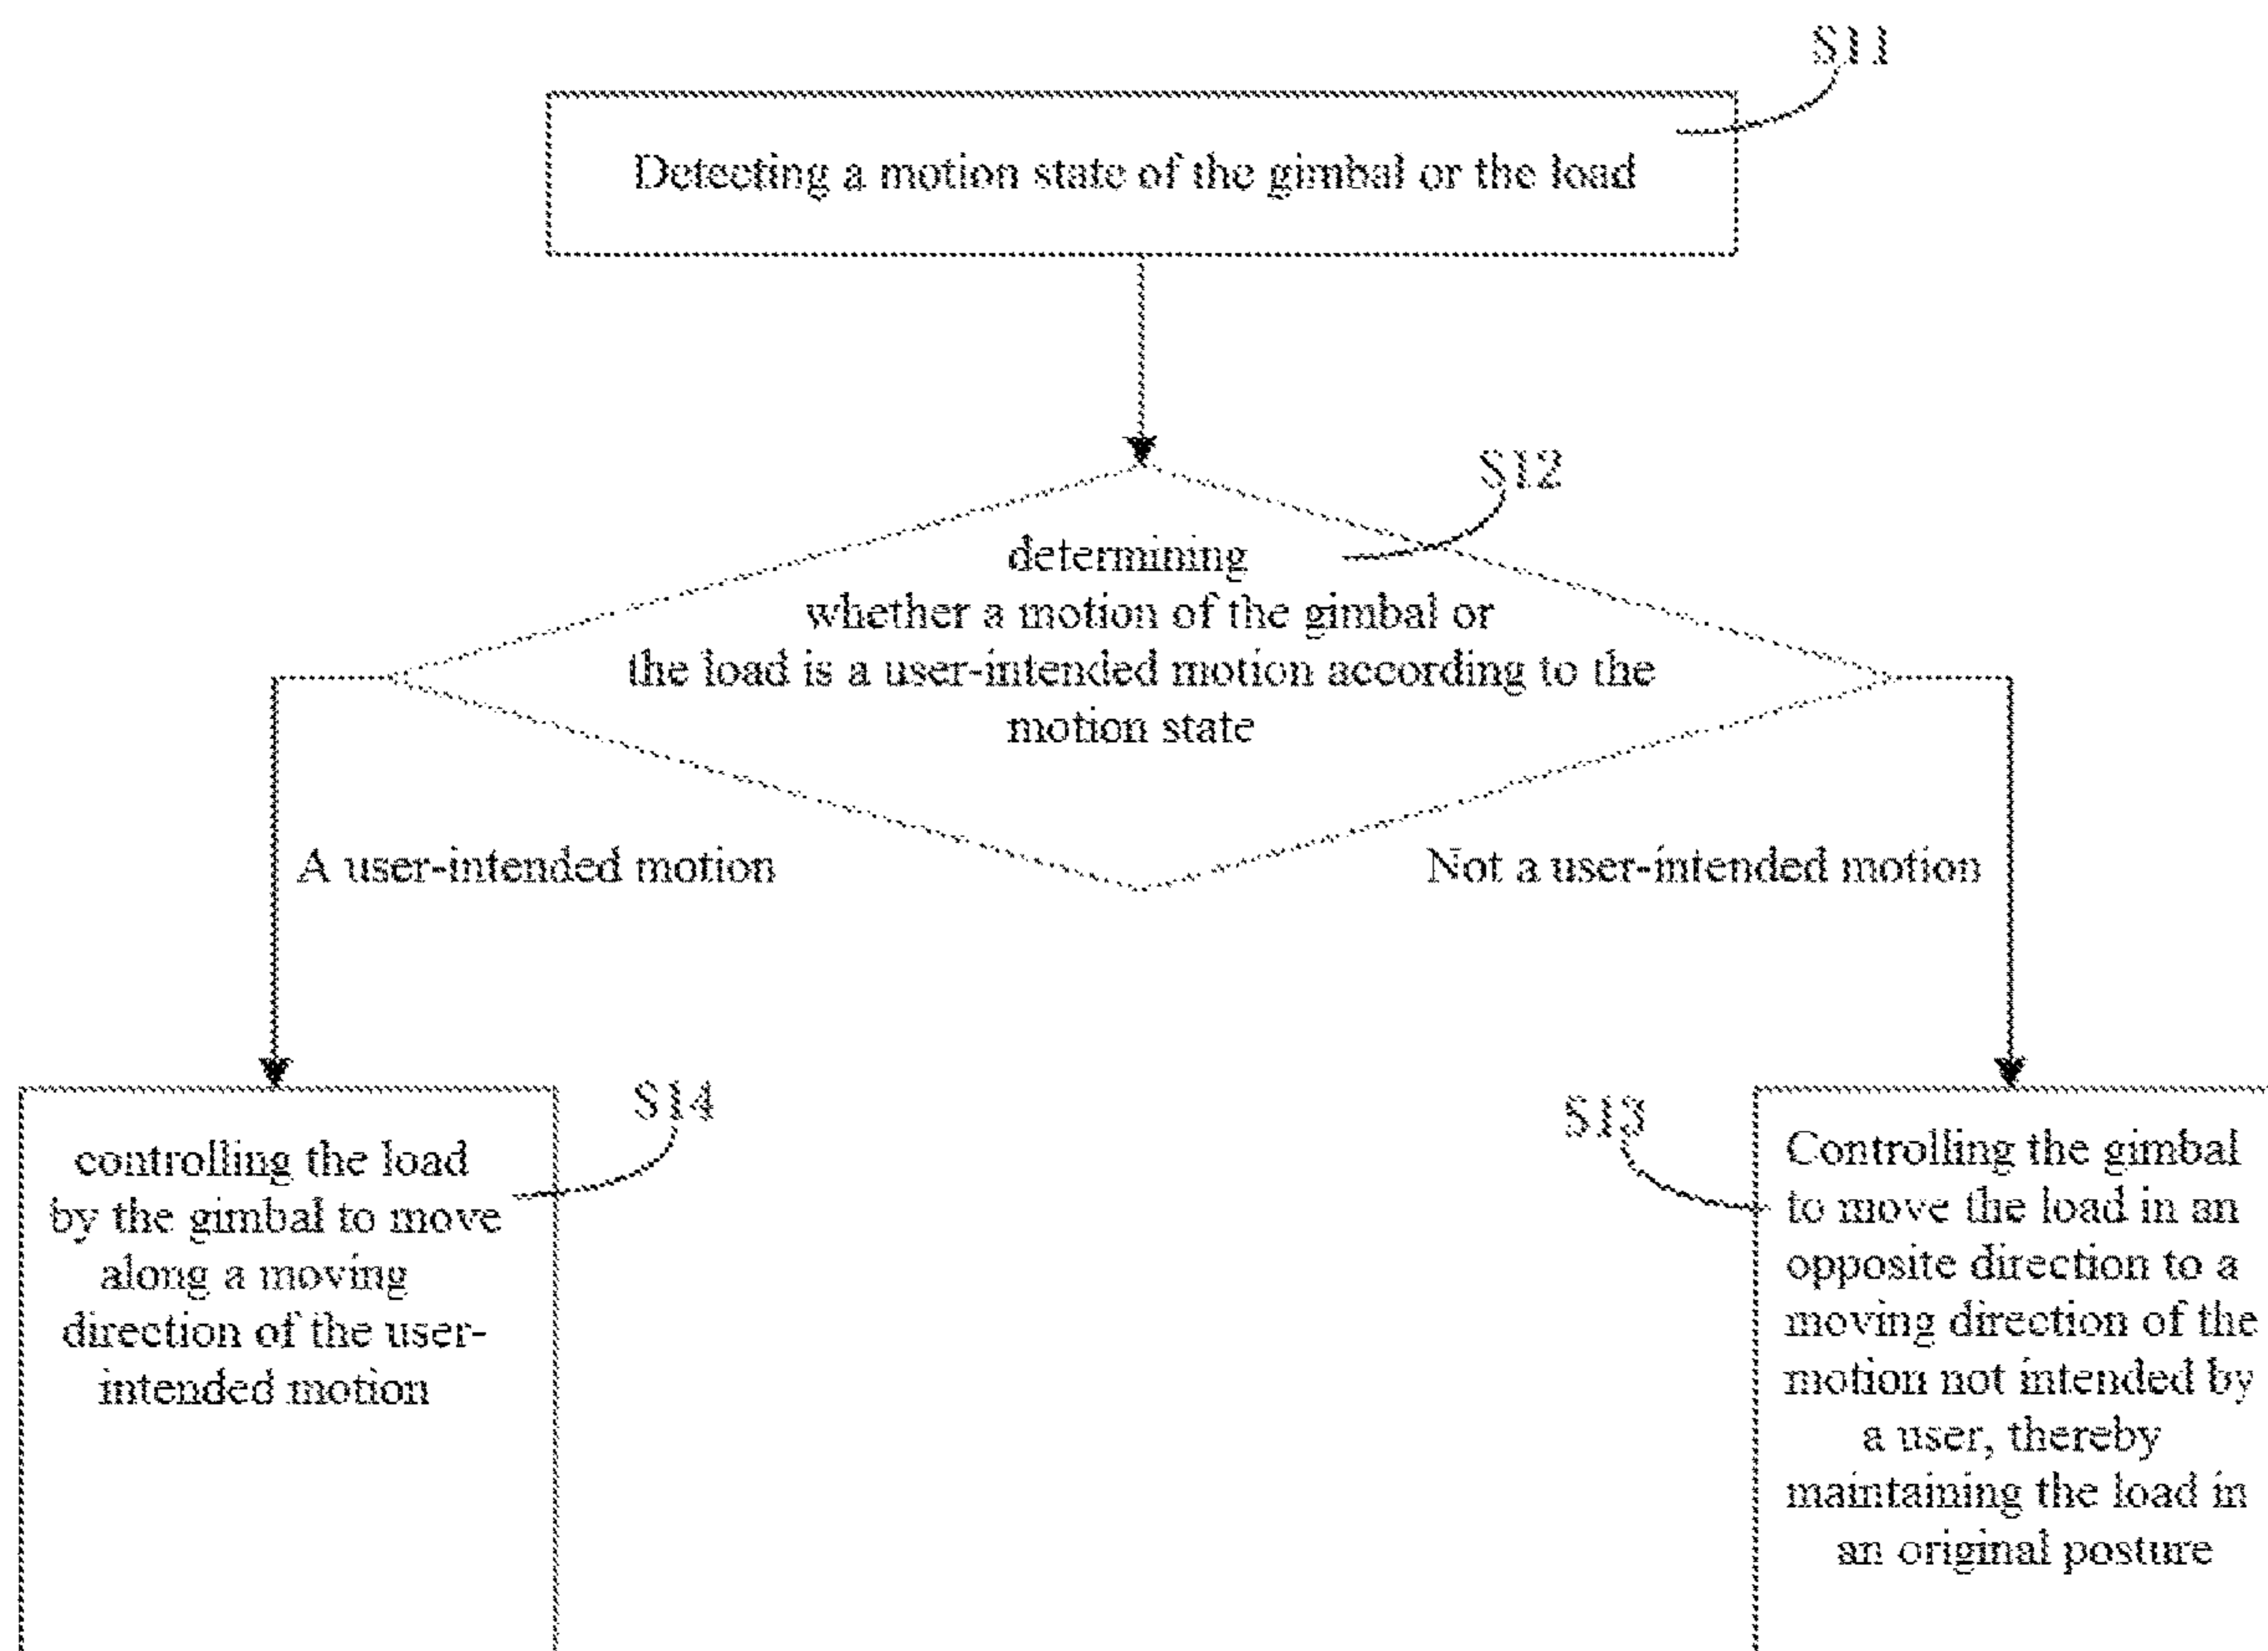 S11
Detecting a motion state of the gimbal or the load
S12
determining
whether a motion of the gimbal or
the load is a user-intended motion according to the
motion state
A user-intended motion
Not a user-intended motion
S14
controlling the load
by the gimbal to move
along a moving
direction of the user-
intended motion
S13
Controlling the gimbal
to move the load in an
opposite direction to a
moving direction of the
motion not intended by
a user, thereby
maintaining the load in
an original posture